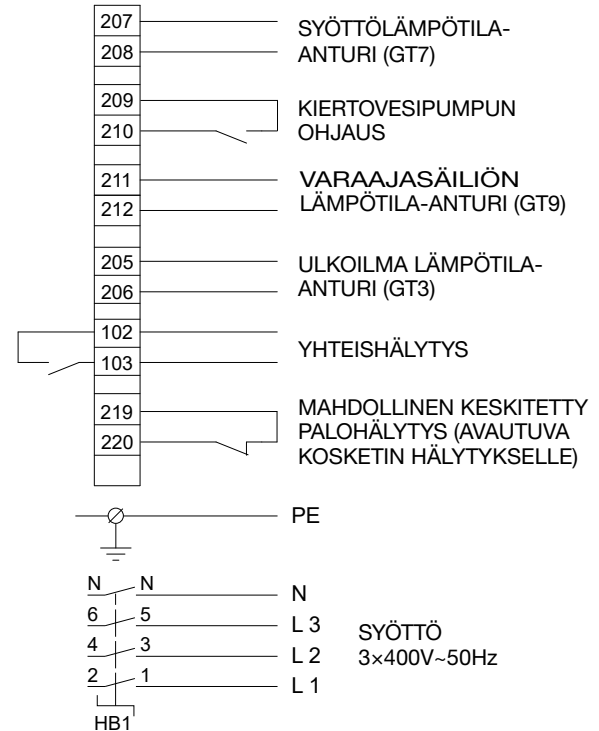 207
208
SYÖTTÖLÄMPÖTILA-
ANTURI (GT7)
209
210
KIERTOVESIPUMPUN
OHJAUS
211
212
VARAAJASÄILIÖN
LÄMPÖTILA-ANTURI (GT9)
205
206
ULKOILMA LÄMPÖTILA-
ANTURI (GT3)
102
103
YHTEISHÄLYTYS
219
220
MAHDOLLINEN KESKITETTY
PALOHÄLYTYS (AVAUTUVA
KOSKETIN HÄLYTYKSELLE)
PE
N N N
6 5 L 3
4 3 L 2
2 1 L 1
SYÖTTÖ
3×400V~50Hz
HB1